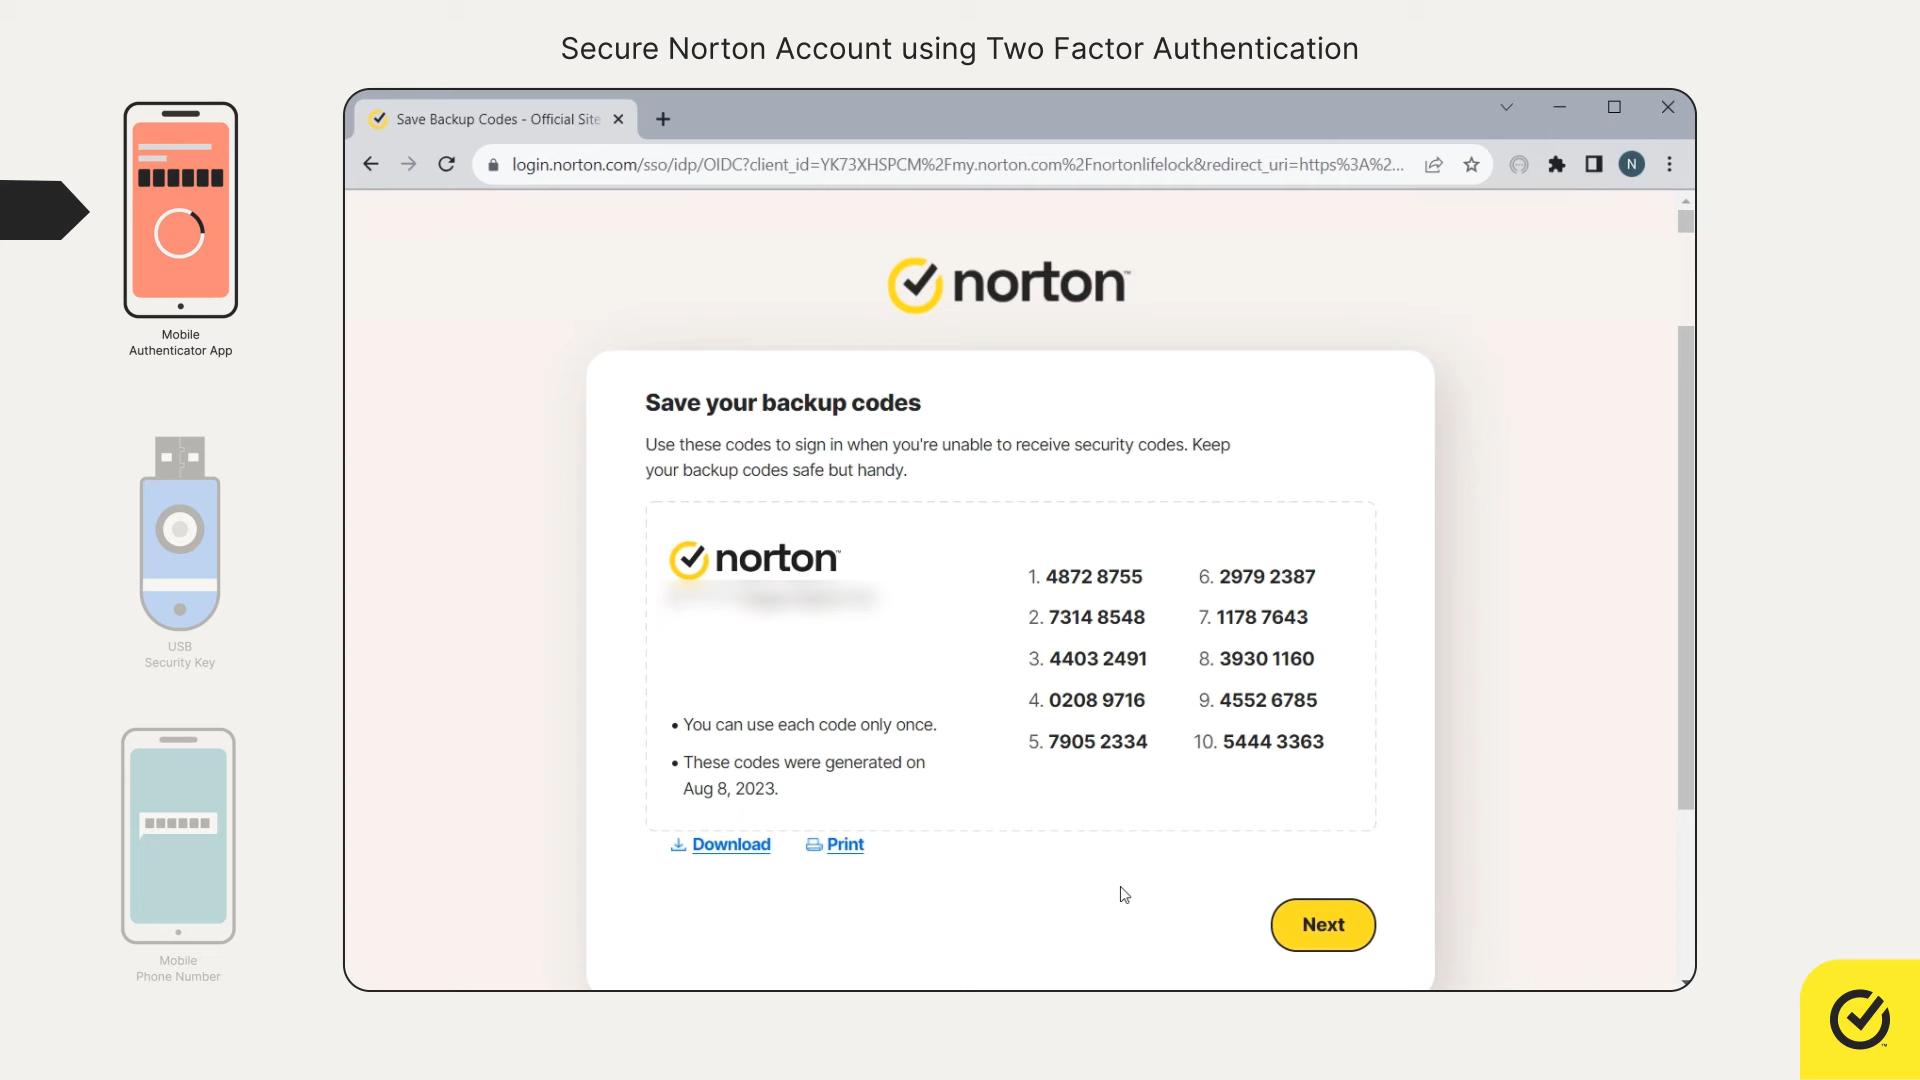 Secure Norton Account using Two Factor Authentication
Save Backup Codes - Official Site
login.norton.com/sso/idp/OIDC?client_id=YK73XHSPCM%2Fmy.norton.com%2Fnortonlifelock&redirect_uri=https%3A%2...
N
Mobile
Authenticator App
USB
Security Key
Mobile
Phone Number
norton™
Save your backup codes
Use these codes to sign in when you're unable to receive security codes. Keep
your backup codes safe but handy.
norton™
• You can use each code only once.
• These codes were generated on
Aug 8, 2023.
1. 4872 8755
2. 7314 8548
3. 4403 2491
4. 0208 9716
5. 7905 2334
6. 2979 2387
7. 1178 7643
8. 3930 1160
9. 4552 6785
10. 5444 3363
Download
Print
Next